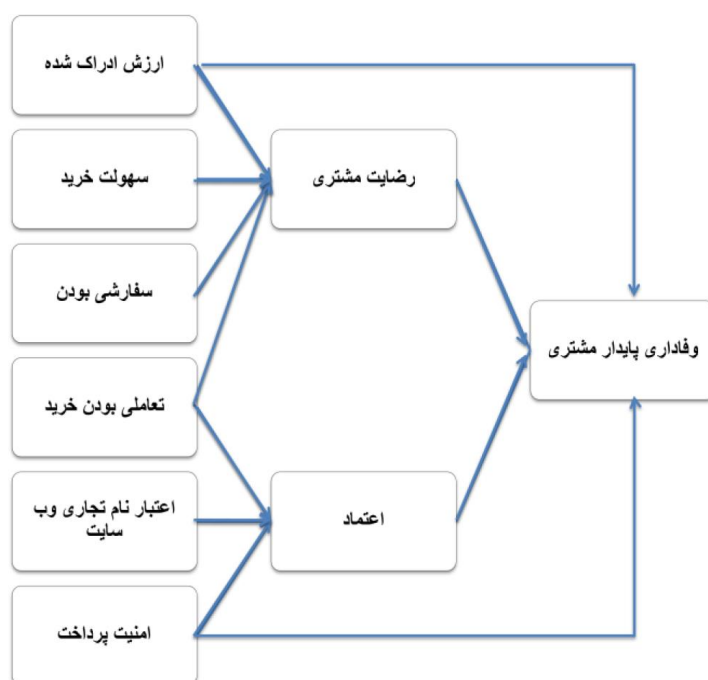 ارزش ادراک شده
سهولت خرید
رضایت مشتری
سفارشی بودن
وفاداری پایدار مشتری
تعاملی بودن خرید
اعتبار نام تجاری وب
سایت
اعتماد
امنیت پرداخت